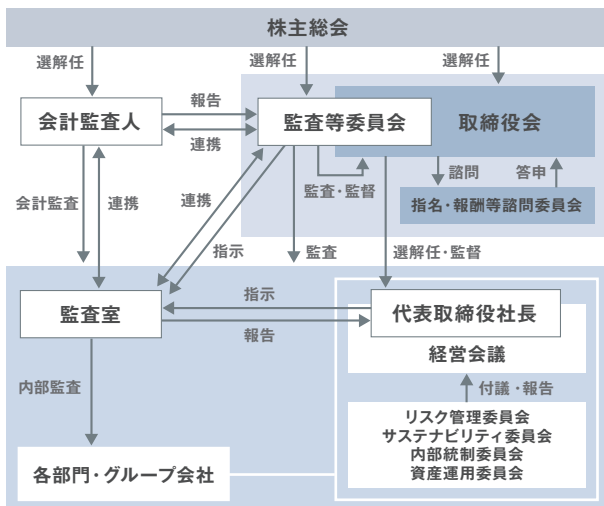 株主総会
選解任
選解任
選解任
会計監査人
報告
連携
監査等委員会
取締役会
監査・監督
諮問
答申
指名・報酬等諮問委員会
会計監査
連携
連携
指示
監査
選解任・監督
監査室
指示
報告
代表取締役社長
経営会議
内部監査
付議・報告
リスク管理委員会
サステナビリティ委員会
内部統制委員会
資産運用委員会
各部門・グループ会社